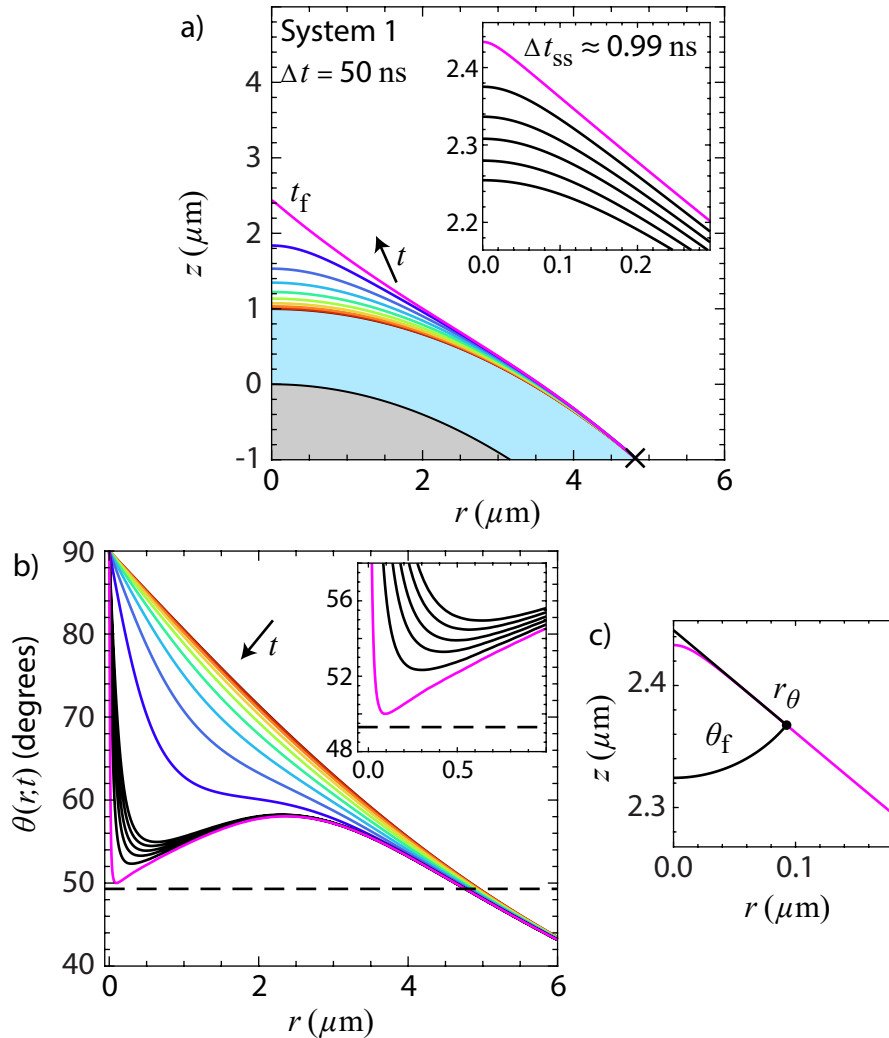 a)
System 1
Δt = 50 ns
Δt_ss ≈ 0.99 ns
2.4
2.3
2.2
0.0
0.1
0.2
t_f
t
4
3
2
1
0
-1
z (μm)
0
2
4
6
r (μm)
b)
90
80
70
60
50
40
θ(r;t) (degrees)
t
56
54
52
50
48
0.0
0.5
0
2
4
6
r (μm)
c)
2.4
2.3
z (μm)
r_θ
θ_f
0.0
0.1
r (μm)